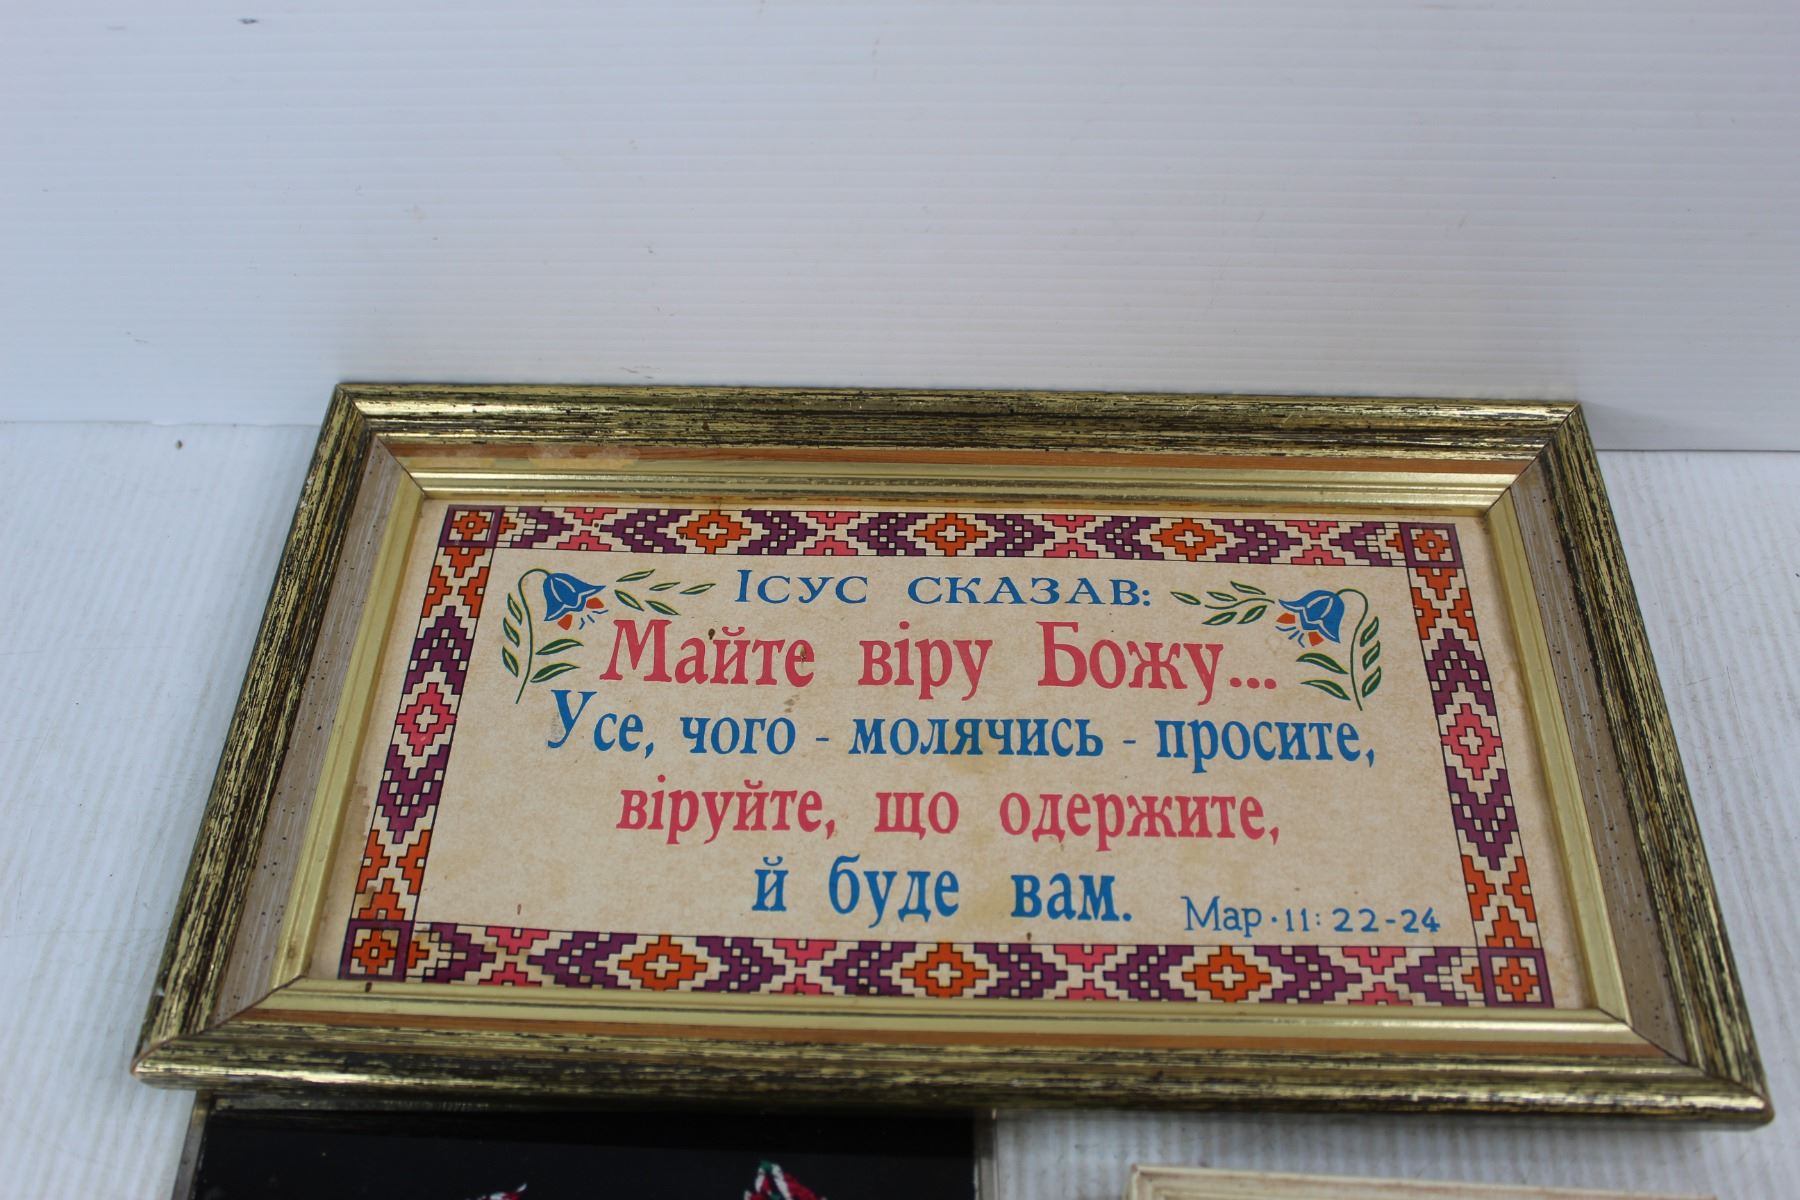 Ісус сказав:
Майте віру Божу...
Усе, чого - молячись - просите,
віруйте, що одержите,
й буде вам.
Мар. 11: 22-24